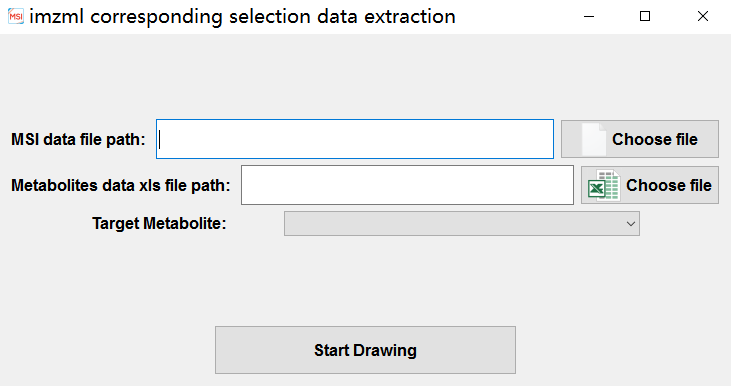 MSI imzml corresponding selection data extraction
MSI data file path: Choose file
Metabolites data xls file path: Choose file
Target Metabolite:
Start Drawing